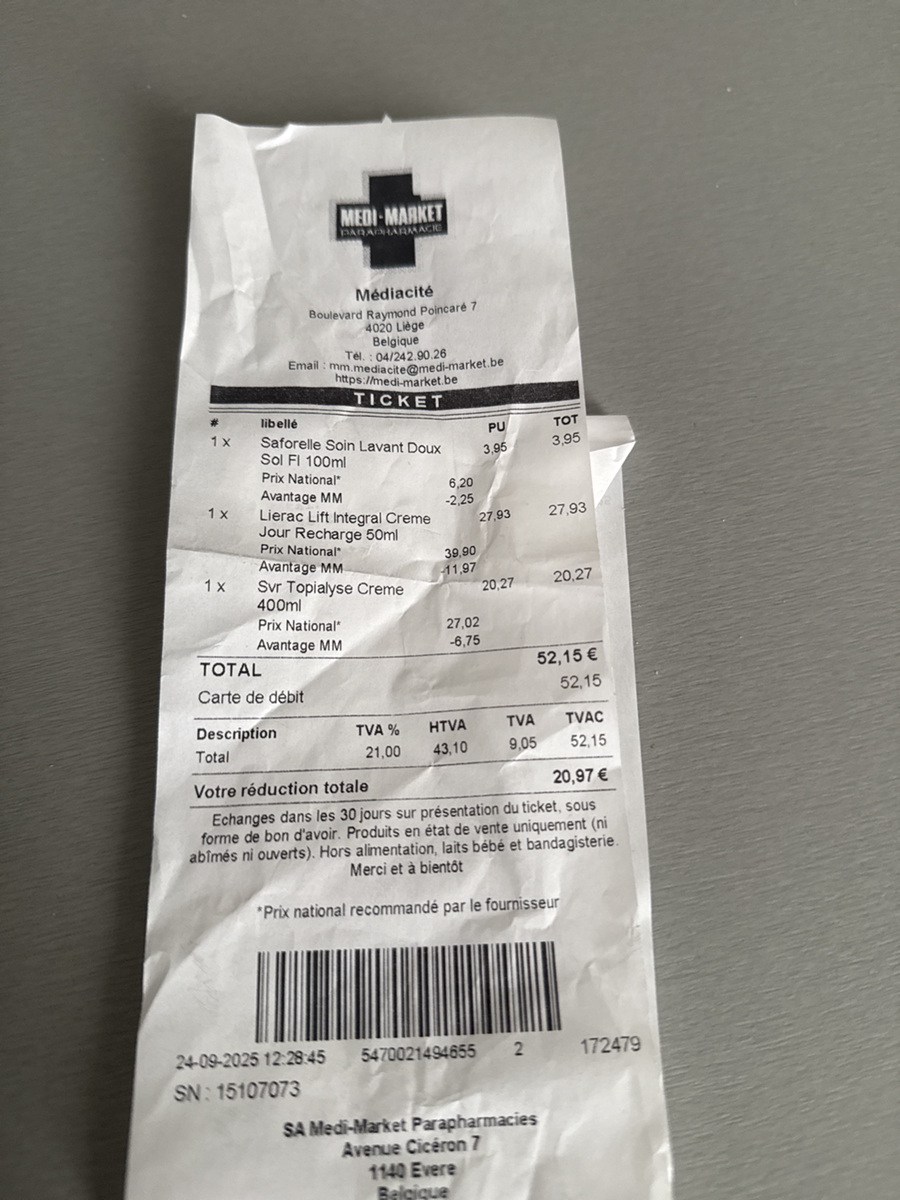 MEDI-MARKET
PARAPHARMACIE
Médiacité
Boulevard Raymond Poincaré 7
4020 Liège
Belgique
Tél. : 04/242.90.26
Email : mm.mediacite@medi-market.be
https://medi-market.be
TICKET
# libellé PU TOT
1 x Saforelle Soin Lavant Doux 3,95 3,95
Sol Fl 100ml
Prix National* 6,20
Avantage MM -2,25
1 x Lierac Lift Integral Creme 27,93 27,93
Jour Recharge 50ml
Prix National* 39,90
Avantage MM -11,97
1 x Svr Topialyse Creme 20,27 20,27
400ml
Prix National* 27,02
Avantage MM -6,75
TOTAL 52,15 €
Carte de débit 52,15
Description TVA % HTVA TVA TVAC
Total 21,00 43,10 9,05 52,15
Votre réduction totale 20,97 €
Echanges dans les 30 jours sur présentation du ticket, sous
forme de bon d'avoir. Produits en état de vente uniquement (ni
abîmés ni ouverts). Hors alimentation, laits bébé et bandagisterie.
Merci et à bientôt
*Prix national recommandé par le fournisseur
24-09-2025 12:28:45 5470021494655 2 172479
SN : 15107073
SA Medi-Market Parapharmacies
Avenue Cicéron 7
1140 Evere
Belgique